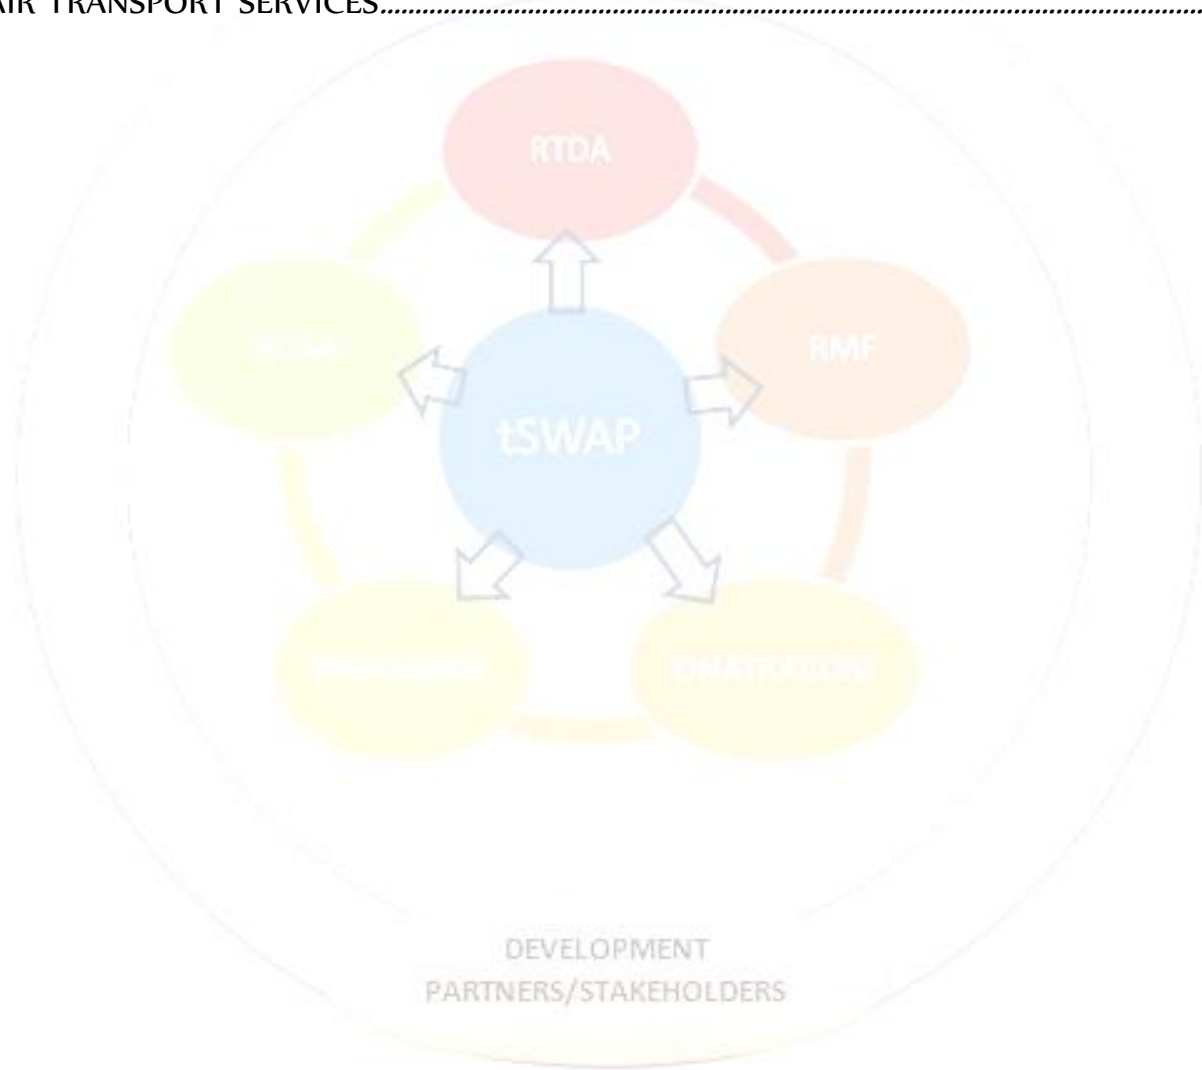 AIR TRANSPORT SERVICES
RTDA
RMF
tSWAP
DEVELOPMENT
PARTNERS/STAKEHOLDERS